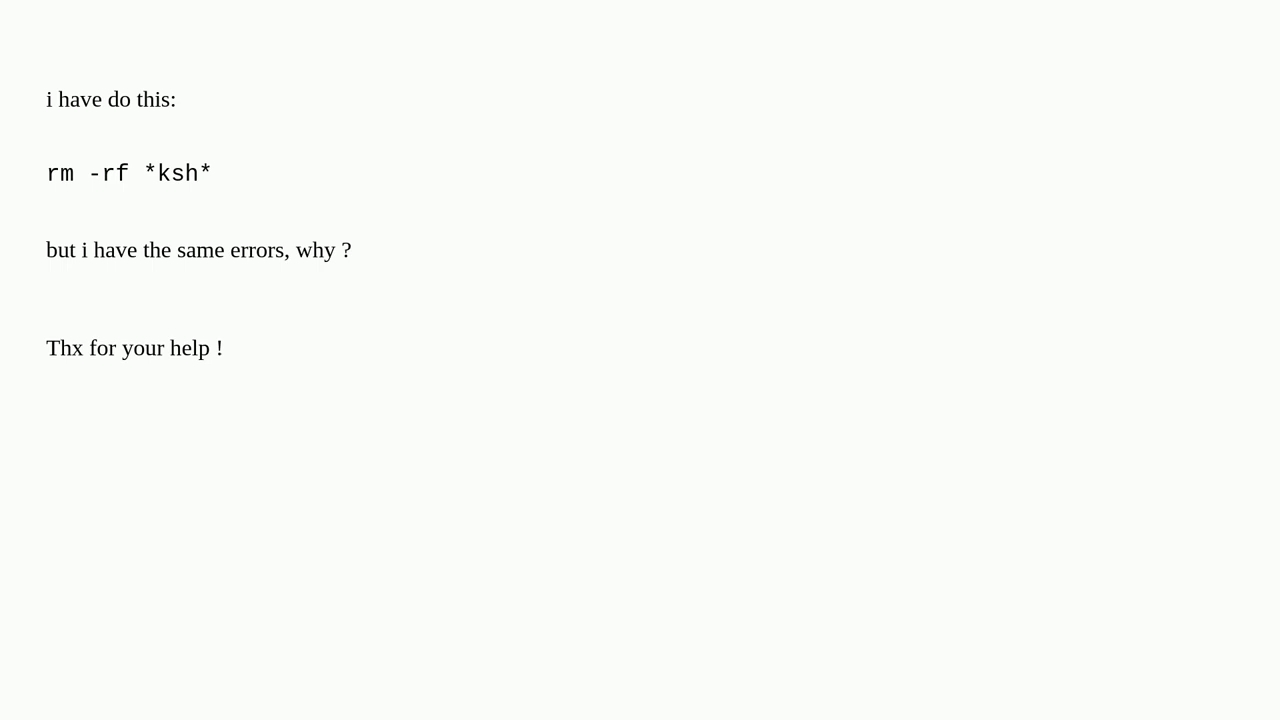 i have do this:
rm -rf *ksh*
but i have the same errors, why ?
Thx for your help !